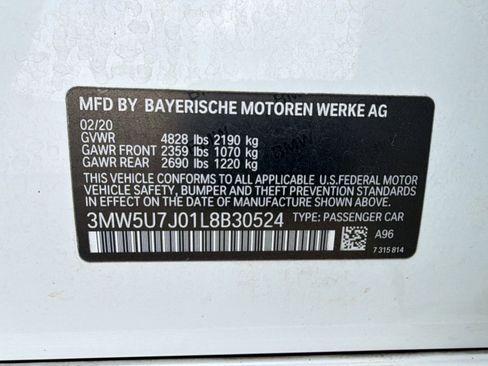 MFD BY BAYERISCHE MOTOREN WERKE AG
02/20
GVWR 4828 lbs 2190 kg
GAWR FRONT 2359 lbs 1070 kg
GAWR REAR 2690 lbs 1220 kg
THIS VEHICLE CONFORMS TO ALL APPLICABLE U.S.FEDERAL MOTOR
VEHICLE SAFETY, BUMPER AND THEFT PREVENTION STANDARDS
IN EFFECT ON THE DATE OF MANUFACTURE SHOWN ABOVE.
3MW5U7J01L8B30524 TYPE: PASSENGER CAR
A96
7 315 814